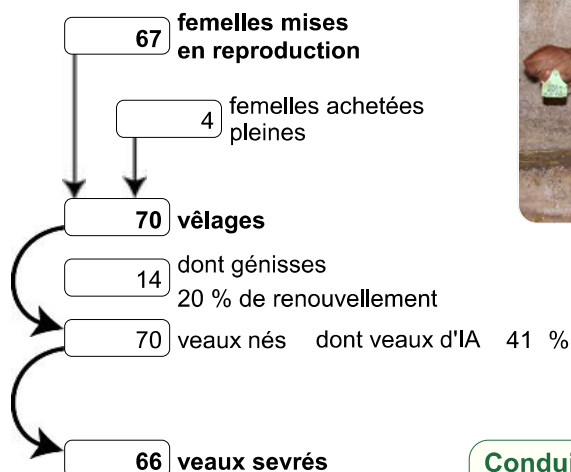 67 femelles mises
en reproduction
4 femelles achetées
pleines
70 vêlages
14 dont génisses
20 % de renouvellement
70 veaux nés dont veaux d'IA 41 %
66 veaux sevrés